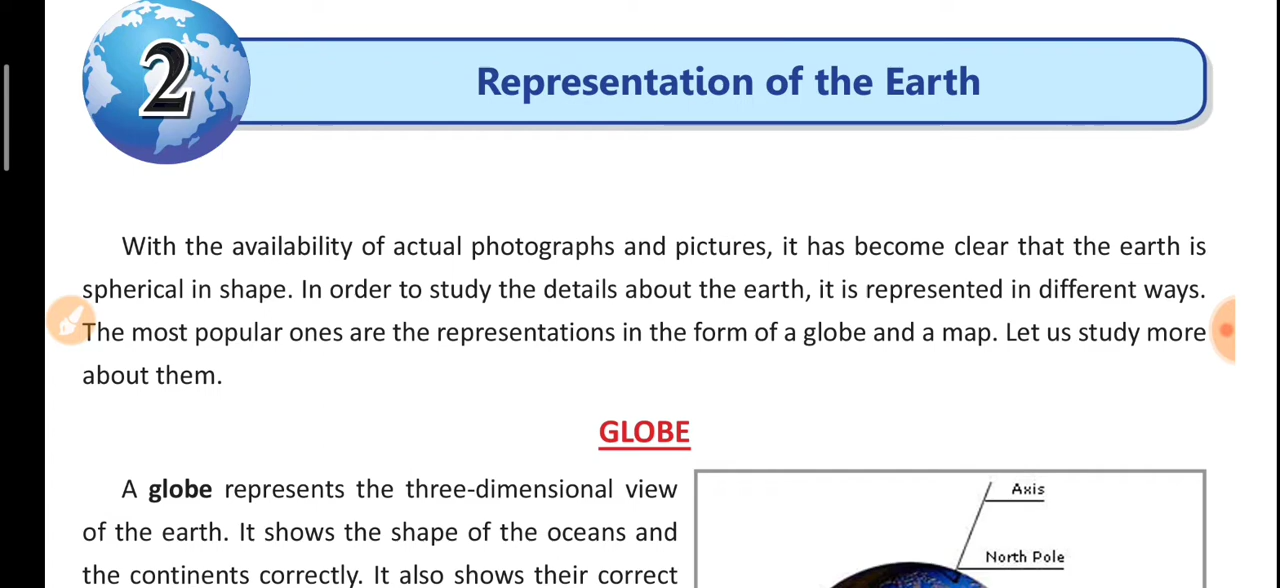 2
Representation of the Earth
With the availability of actual photographs and pictures, it has become clear that the earth is
spherical in shape. In order to study the details about the earth, it is represented in different ways.
The most popular ones are the representations in the form of a globe and a map. Let us study more
about them.
GLOBE
A globe represents the three-dimensional view
of the earth. It shows the shape of the oceans and
the continents correctly. It also shows their correct
Axis
North Pole